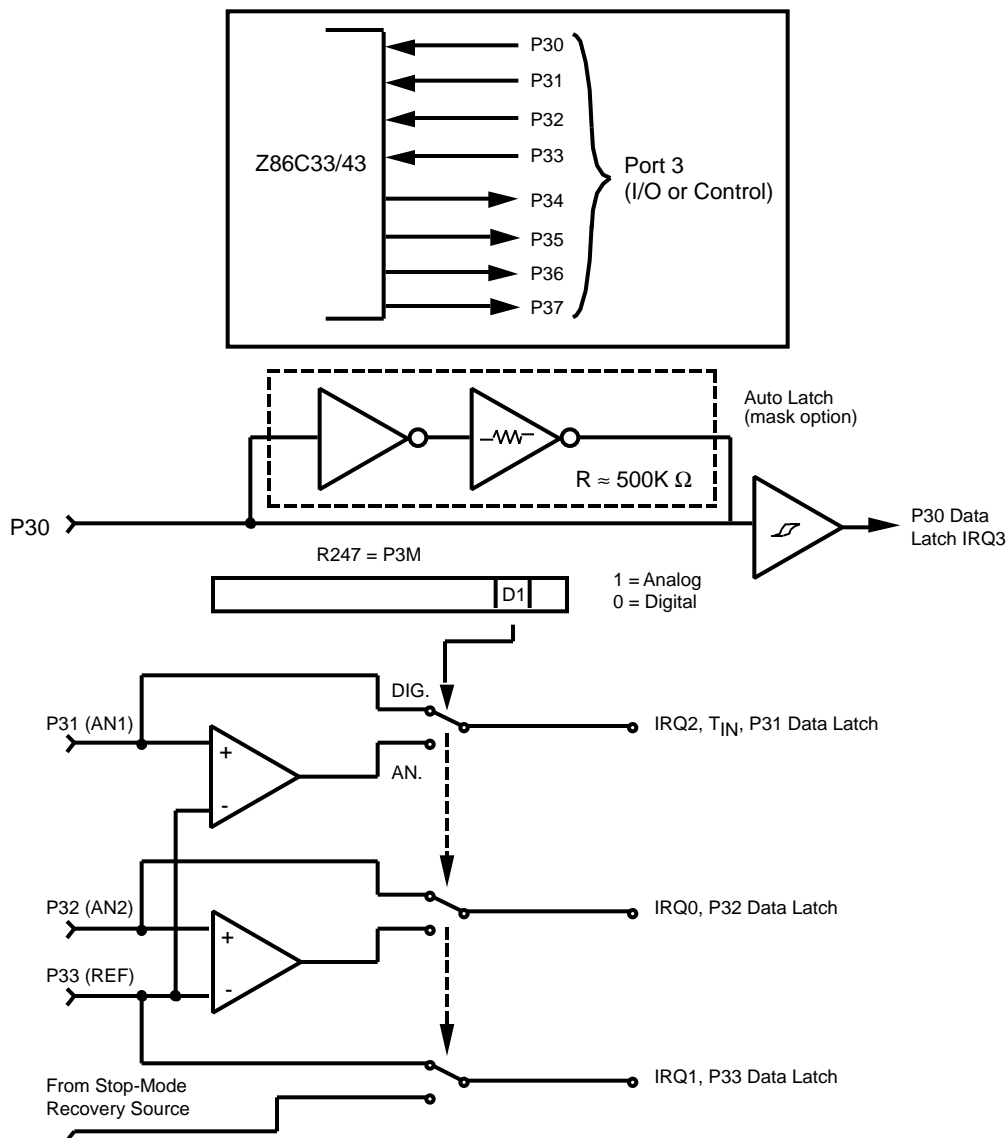 P30
P31
P32
Z86C33/43
P33
Port 3
(I/O or Control)
P34
P35
P36
P37
Auto Latch
(mask option)
R ≈ 500K Ω
P30
P30 Data
Latch IRQ3
R247 = P3M
D1
1 = Analog
0 = Digital
DIG.
P31 (AN1)
IRQ2, TIN, P31 Data Latch
+
AN.
-
P32 (AN2)
IRQ0, P32 Data Latch
+
P33 (REF)
-
From Stop-Mode
Recovery Source
IRQ1, P33 Data Latch